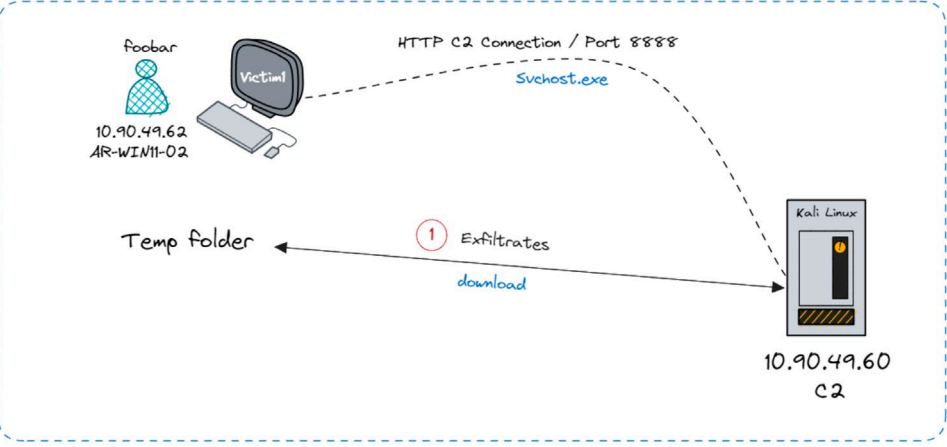 foobar
Victim1
10.90.49.62
AR-WIN11-02
HTTP C2 Connection / Port 8888
Svchost.exe
Temp folder
1
Exfiltrates
download
Kali Linux
!
10.90.49.60
C2